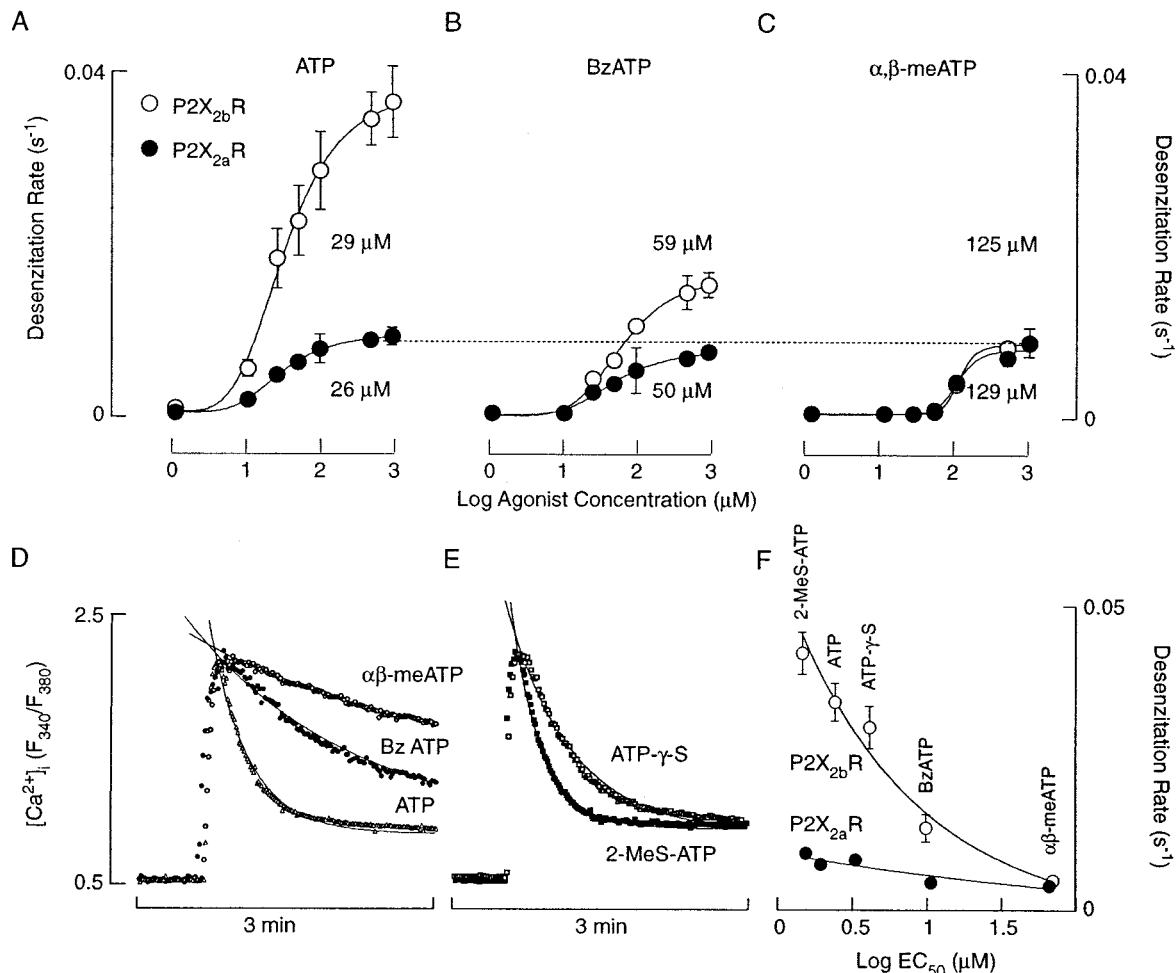 A
B
C
ATP
BzATP
α,β-meATP
0.04
0.04
P2X2bR
P2X2aR
Desenzitation Rate (s-1)
Desenzitation Rate (s-1)
29 μM
59 μM
125 μM
26 μM
50 μM
129 μM
0
0
0 1 2 3
0 1 2 3
0 1 2 3
Log Agonist Concentration (μM)
D
E
F
2.5
0.5
[Ca2+]i (F340/F380)
αβ-meATP
Bz ATP
ATP
3 min
ATP-γ-S
2-MeS-ATP
3 min
2-MeS-ATP
ATP
ATP-γ-S
BzATP
αβ-meATP
P2X2bR
P2X2aR
0.05
0
Desenzitation Rate (s-1)
0 0.5 1 1.5
Log EC50 (μM)